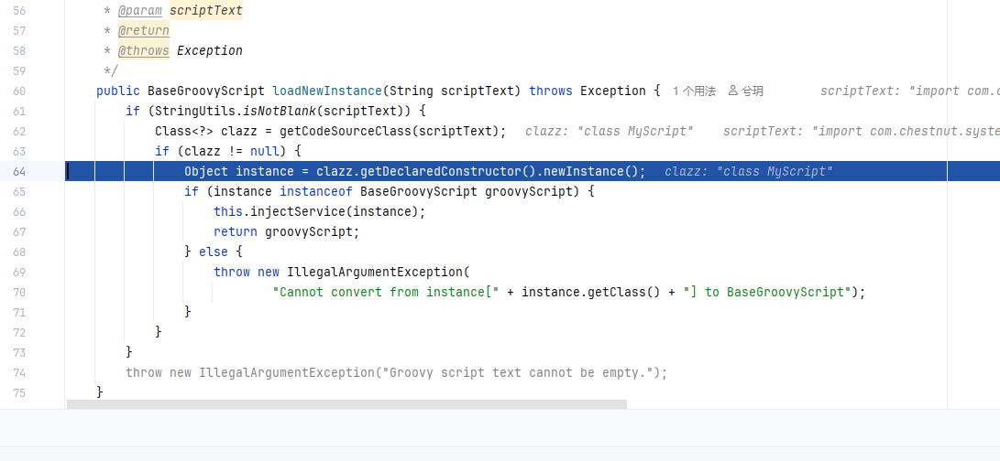 56 * @param scriptText
57 * @return
58 * @throws Exception
59 */
60 public BaseGroovyScript loadNewInstance(String scriptText) throws Exception { 1 个用法 兮玥 scriptText: "import com.c
61 if (StringUtils.isNotBlank(scriptText)) {
62 Class<?> clazz = getCodeSourceClass(scriptText); clazz: "class MyScript" scriptText: "import com.chestnut.syste
63 if (clazz != null) {
64 Object instance = clazz.getDeclaredConstructor().newInstance(); clazz: "class MyScript"
65 if (instance instanceof BaseGroovyScript groovyScript) {
66 this.injectService(instance);
67 return groovyScript;
68 } else {
69 throw new IllegalArgumentException(
70 "Cannot convert from instance[" + instance.getClass() + "] to BaseGroovyScript");
71 }
72 }
73 }
74 throw new IllegalArgumentException("Groovy script text cannot be empty.");
75 }